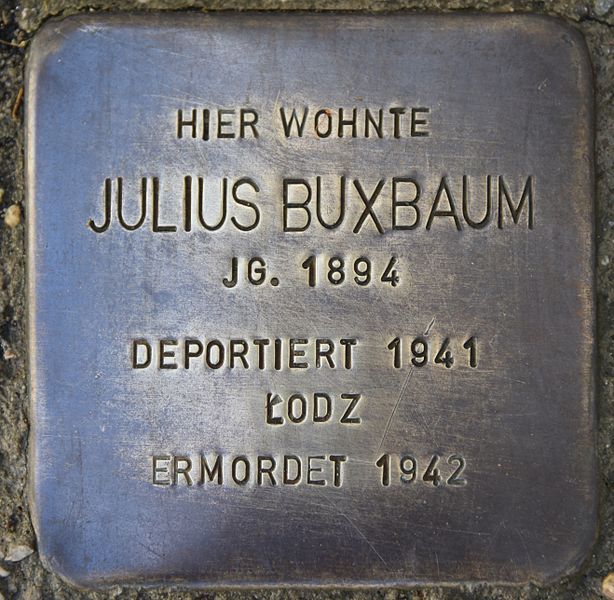 HIER WOHNTE
JULIUS BUXBAUM
JG. 1894
DEPORTIERT 1941
ŁODZ
ERMORDET 1942